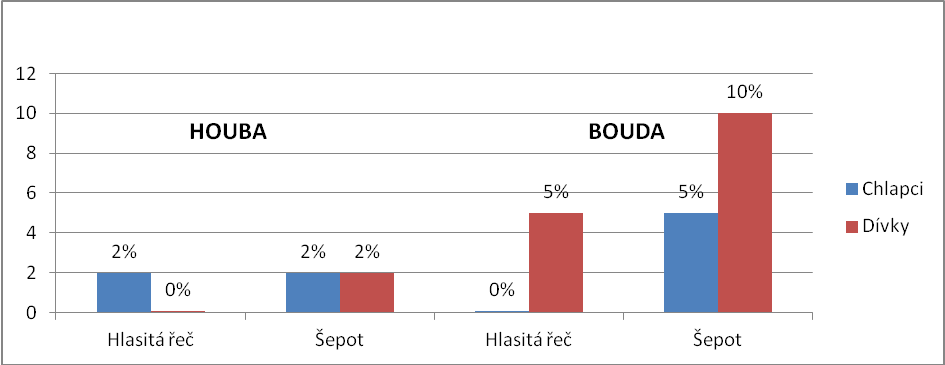 12
10
8
6
4
2
0
HOUBA
BOUDA
2%
0%
2%
2%
0%
5%
5%
10%
Hlasitá řeč
Šepot
Hlasitá řeč
Šepot
Chlapci
Dívky